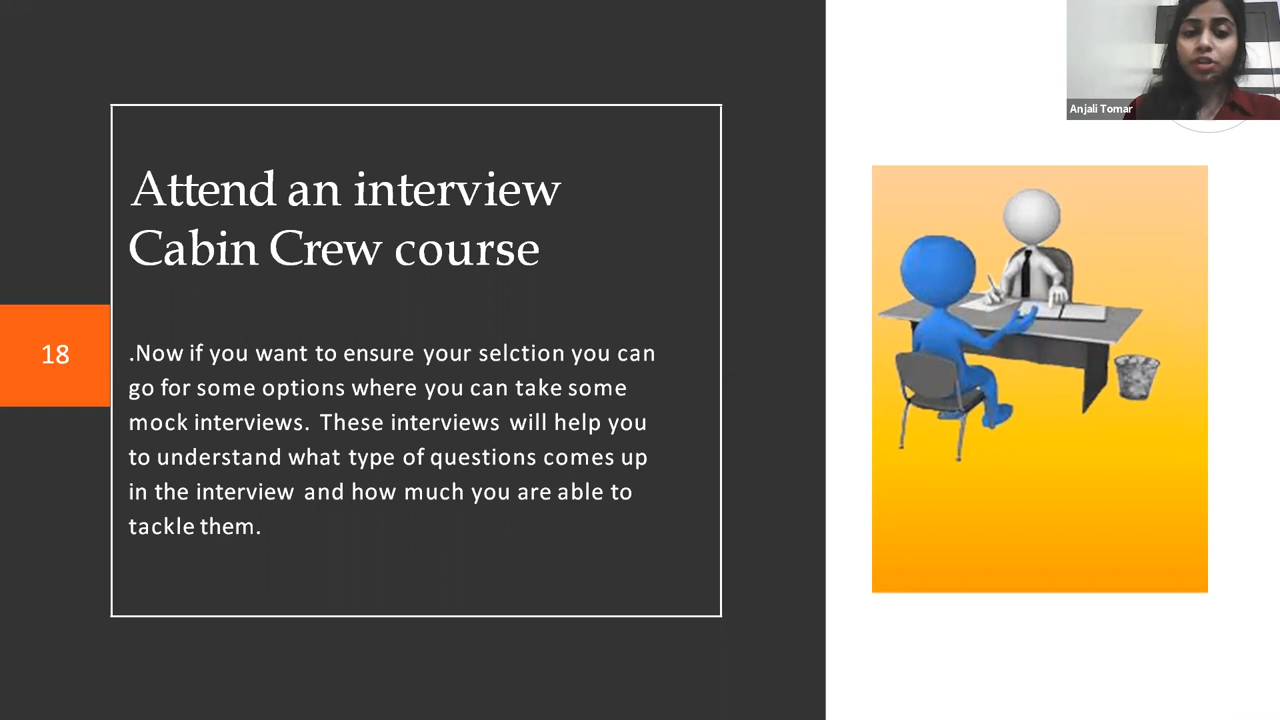 Anjali Tomar
Attend an interview
Cabin Crew course
18
.Now if you want to ensure your selction you can
go for some options where you can take some
mock interviews. These interviews will help you
to understand what type of questions comes up
in the interview and how much you are able to
tackle them.